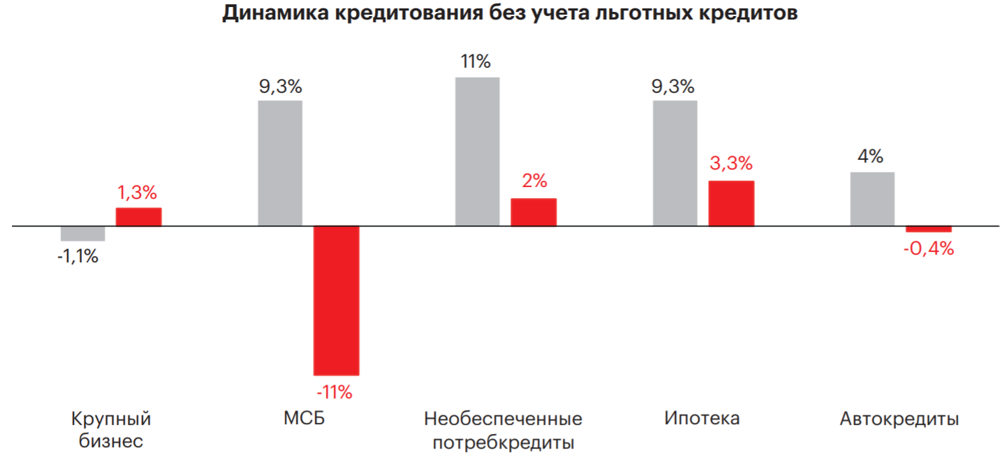 Динамика кредитования без учета льготных кредитов
11%
9,3%
9,3%
4%
3,3%
2%
1,3%
-1,1%
-0,4%
-11%
Крупный
бизнес
МСБ
Необеспеченные
потребкредиты
Ипотека
Автокредиты